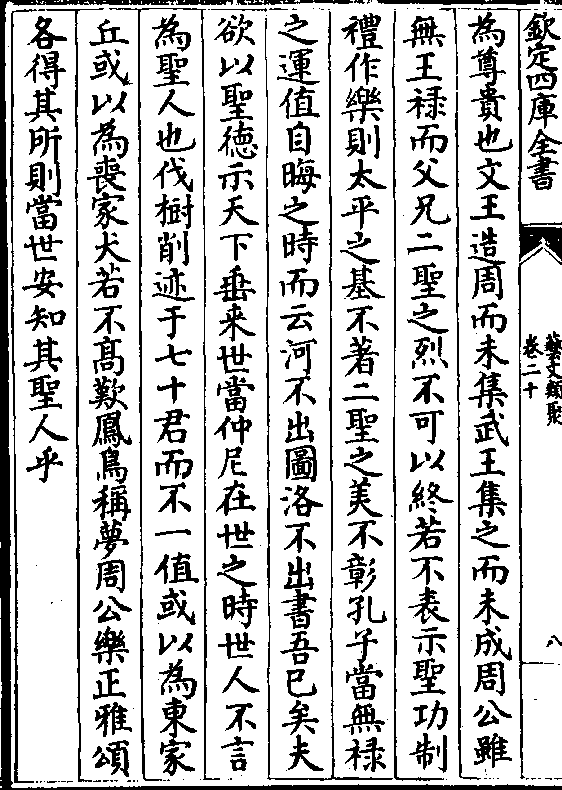 欽定四庫全書
藝文類聚
卷二十
八
為尊貴也文王造周而未集武王集之而未成周公雖
無王禄而父兄二聖之烈不可以終若不表示聖功制
禮作樂則太平之基不著二聖之美不彰孔子當無禄
之運值自晦之時而云河不出圖洛不出書吾已矣夫
欲以聖徳示天下垂来世當仲尼在世之時世人不言
為聖人也伐樹削迹于七十君而不一值或以為東家
丘或以為喪家犬若不髙歎鳳鳥稱夢周公樂正雅頌
各得其所則當世安知其聖人乎